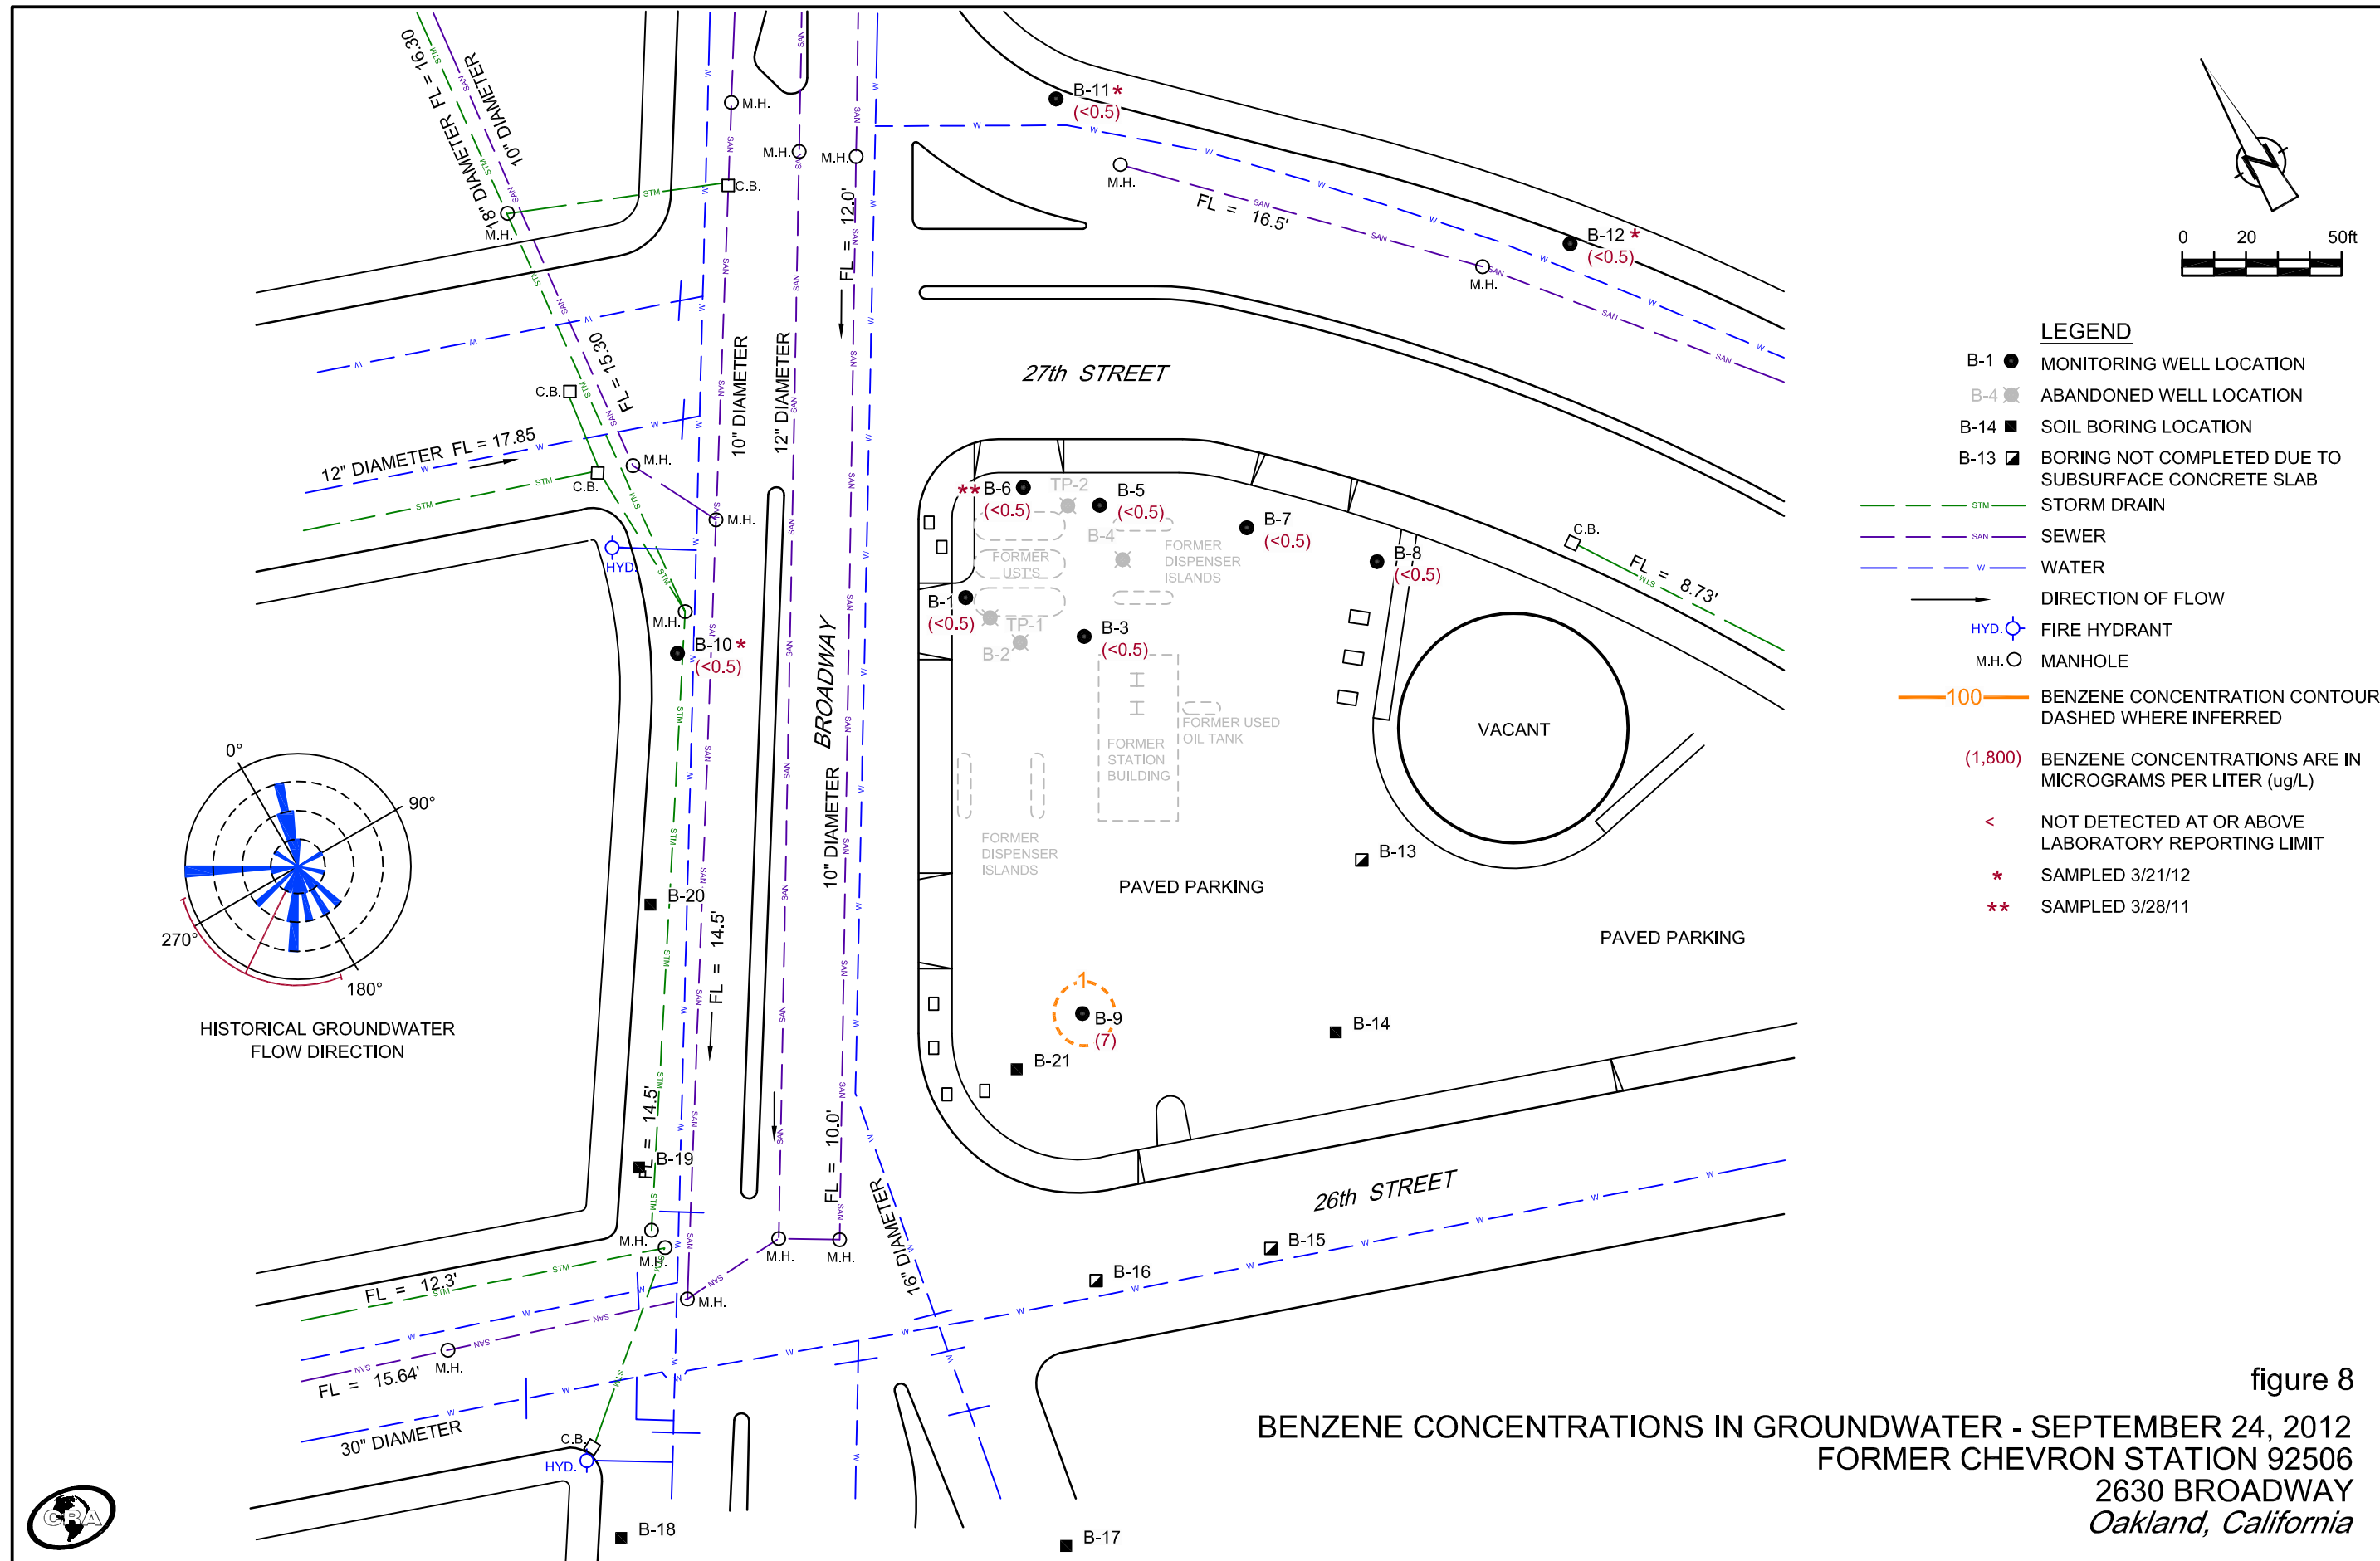 18" DIAMETER FL = 16.30
10" DIAMETER
M.H.
M.H.
M.H.
C.B.
M.H.
FL = 12.0'
B-11 *
(<0.5)
M.H.
FL = 16.5'
B-12 *
(<0.5)
M.H.
N
0 20 50ft
FL = 15.30
C.B.
12" DIAMETER FL = 17.85
C.B.
M.H.
M.H.
HYD.
M.H.
10" DIAMETER
12" DIAMETER
27th STREET
B-10 *
(<0.5)
BROADWAY
10" DIAMETER
** B-6
(<0.5)
TP-2
B-5
(<0.5)
B-4
FORMER
UST'S
FORMER
DISPENSER
ISLANDS
B-7
(<0.5)
B-8
(<0.5)
C.B.
FL = 8.73'
B-1
(<0.5)
TP-1
B-2
B-3
(<0.5)
FORMER USED
OIL TANK
FORMER
STATION
BUILDING
VACANT
FORMER
DISPENSER
ISLANDS
B-13
PAVED PARKING
PAVED PARKING
1
B-9
(7)
B-14
B-21
0°
90°
270°
180°
HISTORICAL GROUNDWATER
FLOW DIRECTION
B-20
FL = 14.5'
FL = 14.5'
B-19
FL = 10.0'
16" DIAMETER
M.H.
M.H.
M.H.
M.H.
M.H.
FL = 12.3'
M.H.
FL = 15.64'
30" DIAMETER
C.B.
HYD.
26th STREET
B-15
B-16
B-18
B-17
STM
SAN
W
LEGEND
B-1 MONITORING WELL LOCATION
B-4 ABANDONED WELL LOCATION
B-14 SOIL BORING LOCATION
B-13 BORING NOT COMPLETED DUE TO
SUBSURFACE CONCRETE SLAB
STM STORM DRAIN
SAN SEWER
W WATER
DIRECTION OF FLOW
HYD. FIRE HYDRANT
M.H. MANHOLE
100 BENZENE CONCENTRATION CONTOUR
DASHED WHERE INFERRED
(1,800) BENZENE CONCENTRATIONS ARE IN
MICROGRAMS PER LITER (ug/L)
< NOT DETECTED AT OR ABOVE
LABORATORY REPORTING LIMIT
* SAMPLED 3/21/12
** SAMPLED 3/28/11
figure 8
BENZENE CONCENTRATIONS IN GROUNDWATER - SEPTEMBER 24, 2012
FORMER CHEVRON STATION 92506
2630 BROADWAY
Oakland, California
CRA